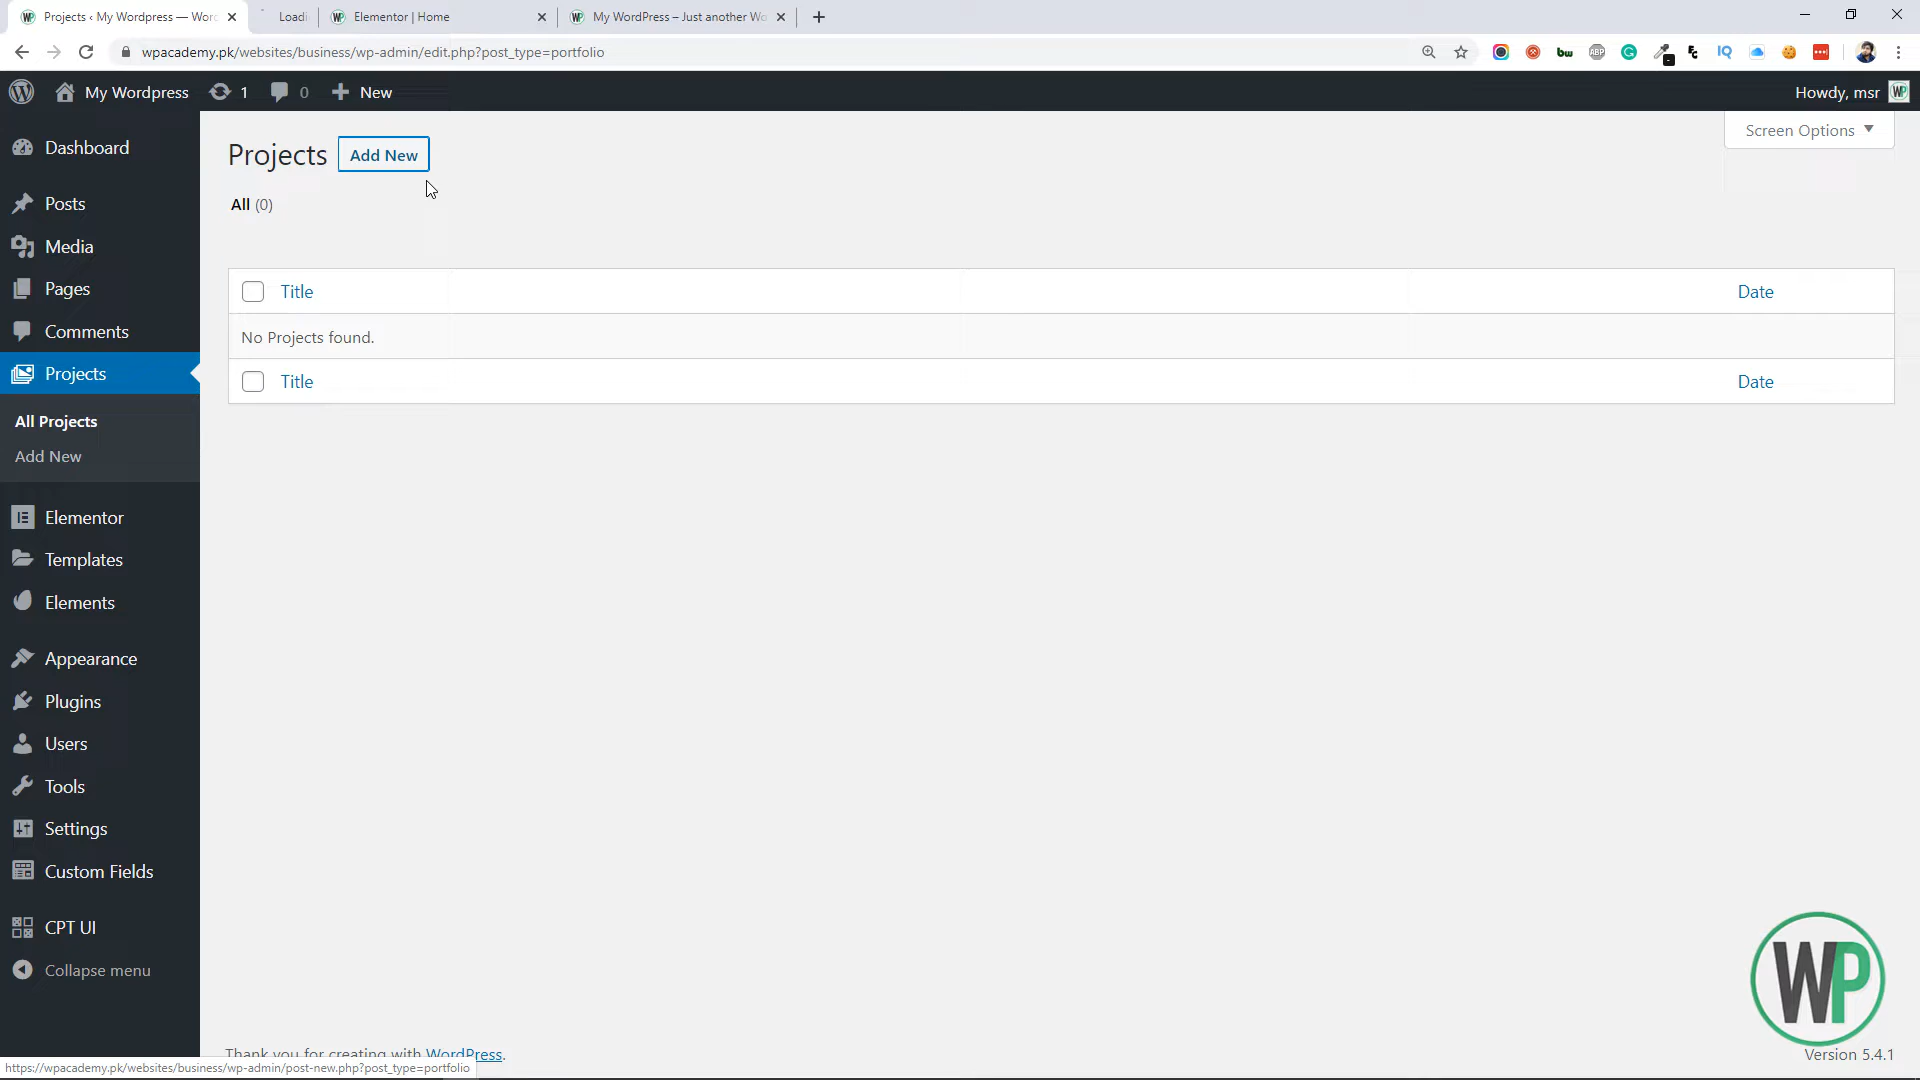 Projects ‹ My Wordpress — Worc
Loadi
Elementor | Home
My WordPress – Just another Wo
wpacademy.pk/websites/business/wp-admin/edit.php?post_type=portfolio
bw
ABP
IQ
My Wordpress
1
0
New
Howdy, msr
Screen Options
Dashboard
Posts
Media
Pages
Comments
Projects
All Projects
Add New
Elementor
Templates
Elements
Appearance
Plugins
Users
Tools
Settings
Custom Fields
CPT UI
Collapse menu
Projects
Add New
All (0)
Title
Date
No Projects found.
Title
Date
WP
Thank you for creating with WordPress.
Version 5.4.1
https://wpacademy.pk/websites/business/wp-admin/post-new.php?post_type=portfolio